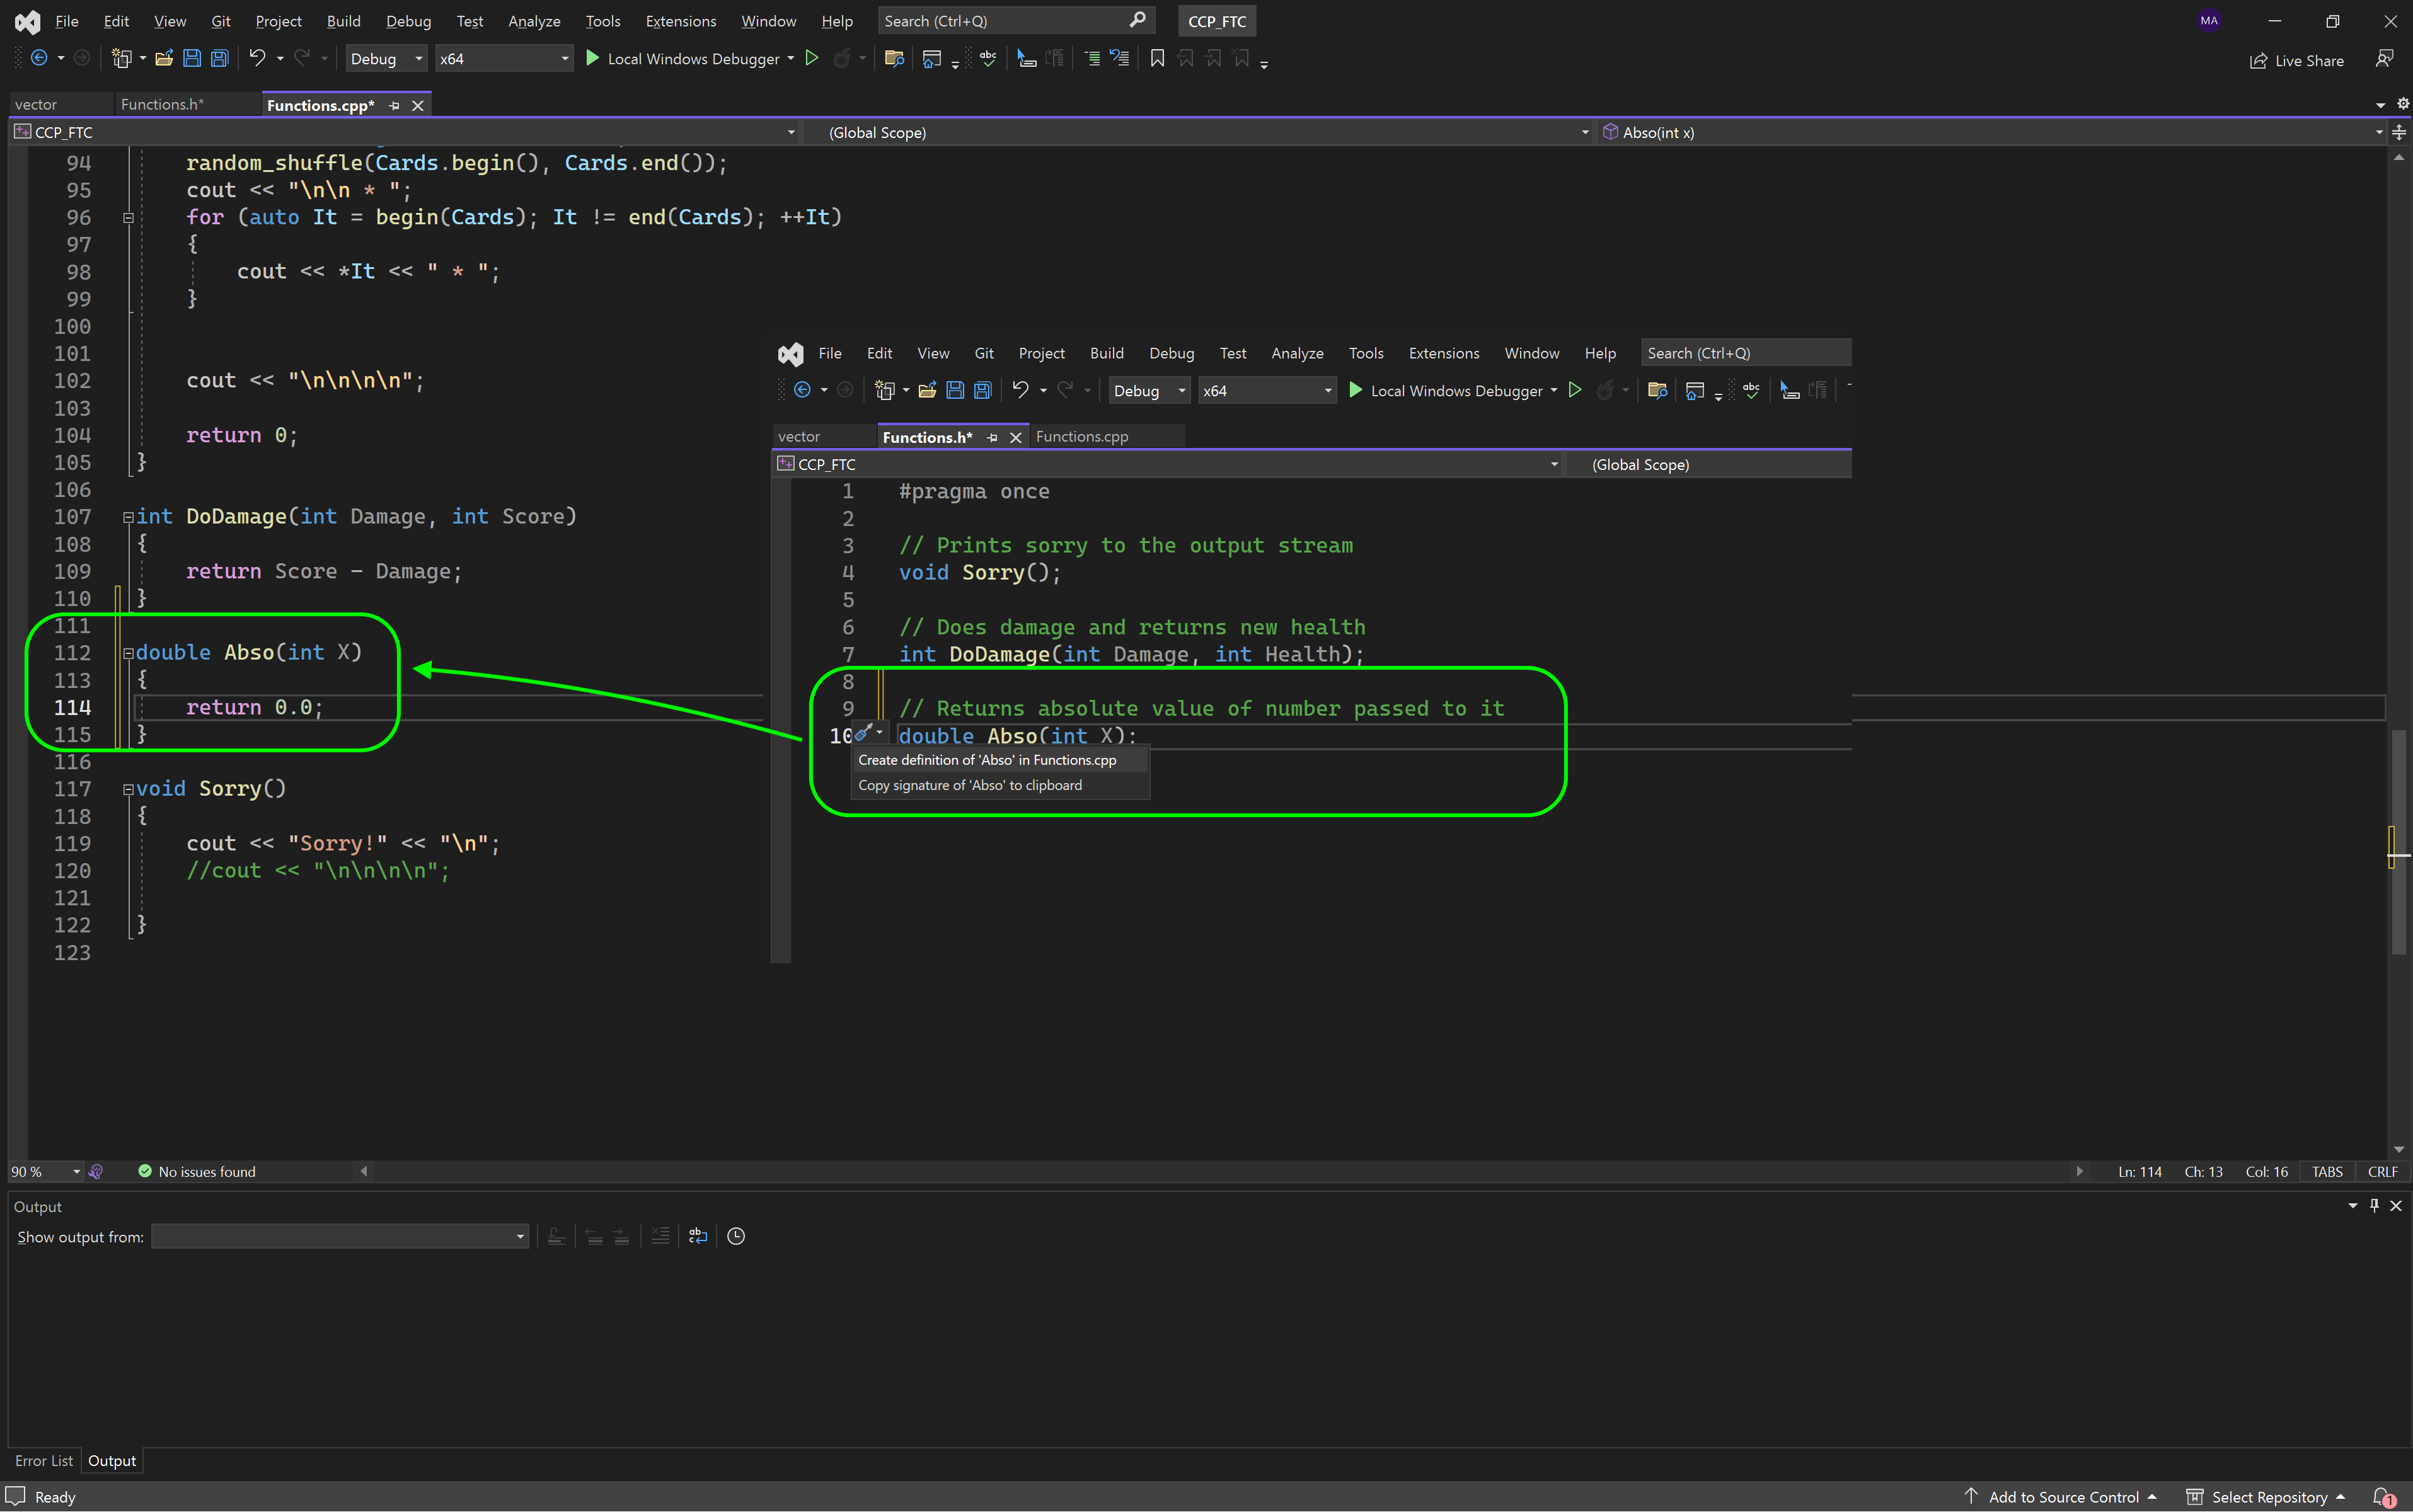 File Edit View Git Project Build Debug Test Analyze Tools Extensions Window Help Search (Ctrl+Q) CCP_FTC MA
Debug x64 Local Windows Debugger Live Share
vector Functions.h* Functions.cpp*
CCP_FTC (Global Scope) Abso(int x)
94 random_shuffle(Cards.begin(), Cards.end());
95 cout << "\n\n * ";
96 for (auto It = begin(Cards); It != end(Cards); ++It)
97 {
98 cout << *It << " * ";
99 }
100
101
102 cout << "\n\n\n\n";
103
104 return 0;
105 }
106
107 int DoDamage(int Damage, int Score)
108 {
109 return Score - Damage;
110 }
111
112 double Abso(int X)
113 {
114 return 0.0;
115 }
116
117 void Sorry()
118 {
119 cout << "Sorry!" << "\n";
120 //cout << "\n\n\n\n";
121
122 }
123
File Edit View Git Project Build Debug Test Analyze Tools Extensions Window Help Search (Ctrl+Q)
Debug x64 Local Windows Debugger
vector Functions.h* Functions.cpp
CCP_FTC (Global Scope)
1 #pragma once
2
3 // Prints sorry to the output stream
4 void Sorry();
5
6 // Does damage and returns new health
7 int DoDamage(int Damage, int Health);
8
9 // Returns absolute value of number passed to it
10 double Abso(int X);
Create definition of 'Abso' in Functions.cpp
Copy signature of 'Abso' to clipboard
90 % No issues found Ln: 114 Ch: 13 Col: 16 TABS CRLF
Output
Show output from:
Error List Output
Ready Add to Source Control Select Repository 1